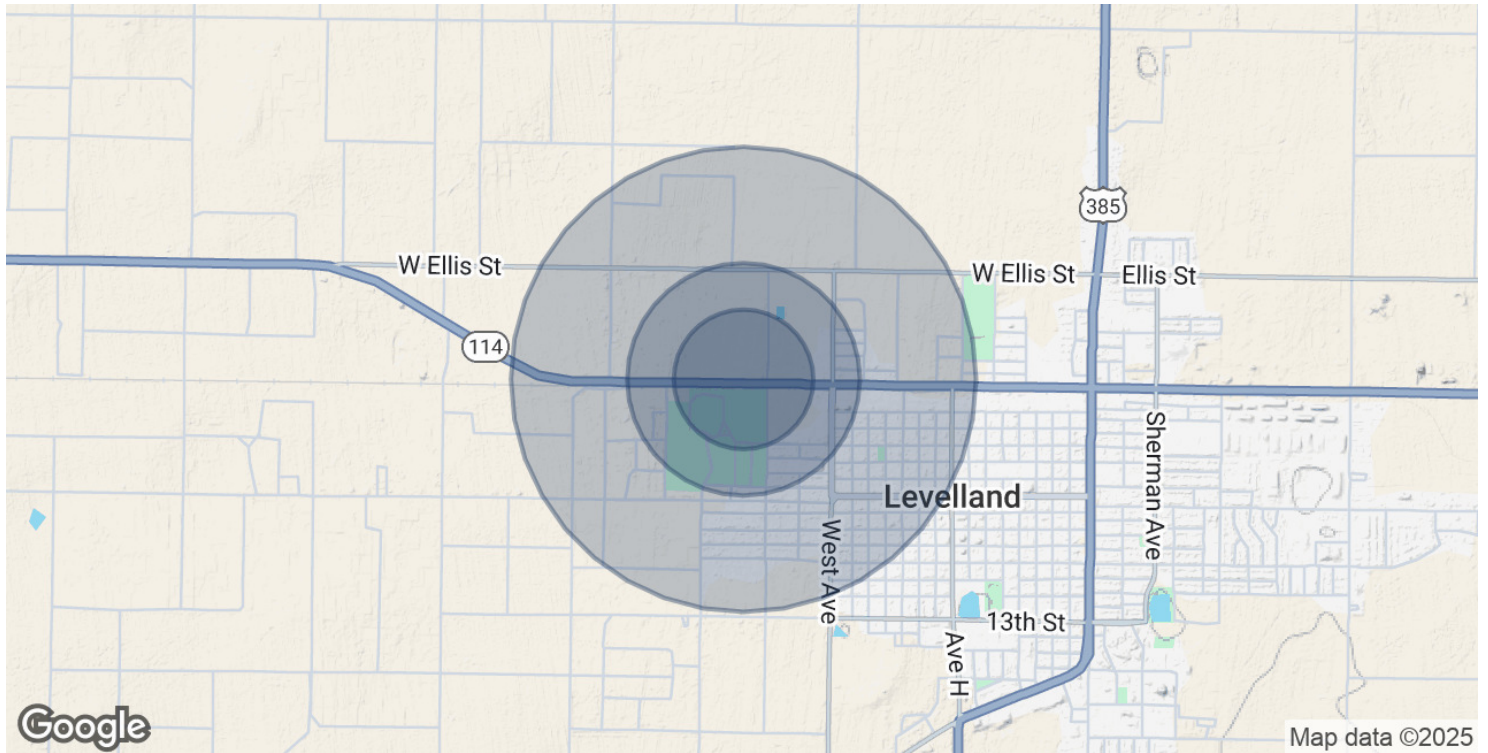 385
W Ellis St
W Ellis St
Ellis St
114
Sherman Ave
Levelland
West Ave
13th St
Ave H
Google
Map data ©2025